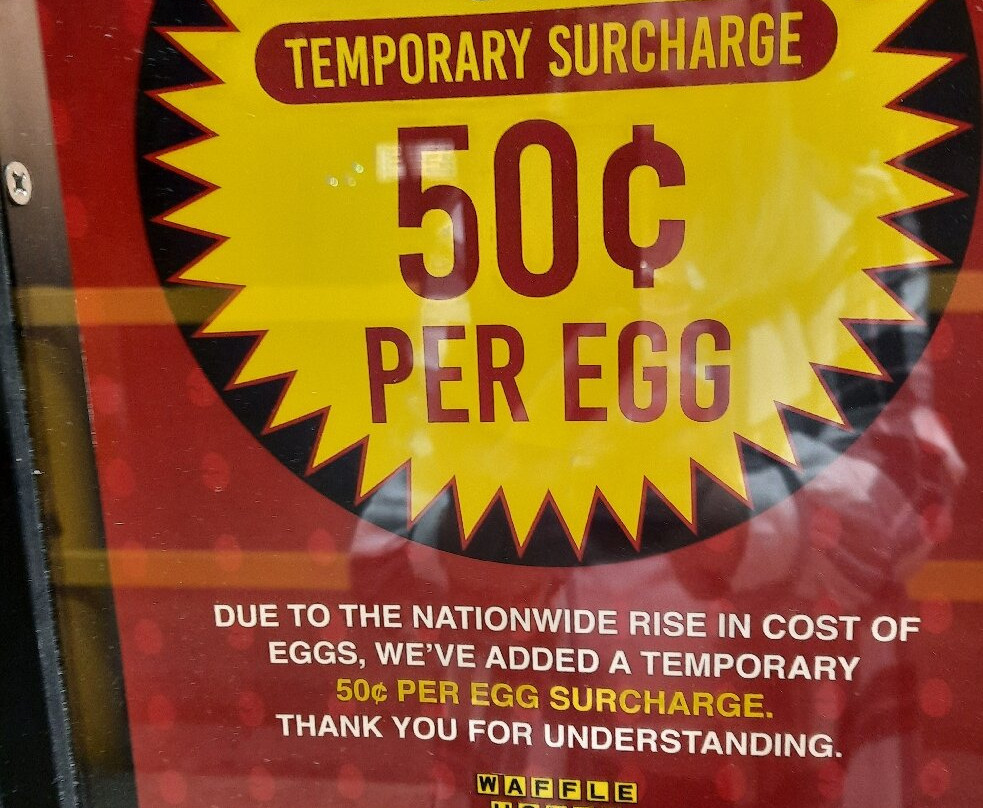 TEMPORARY SURCHARGE
50¢
PER EGG
DUE TO THE NATIONWIDE RISE IN COST OF
EGGS, WE'VE ADDED A TEMPORARY
50¢ PER EGG SURCHARGE.
THANK YOU FOR UNDERSTANDING.
WAFFLE